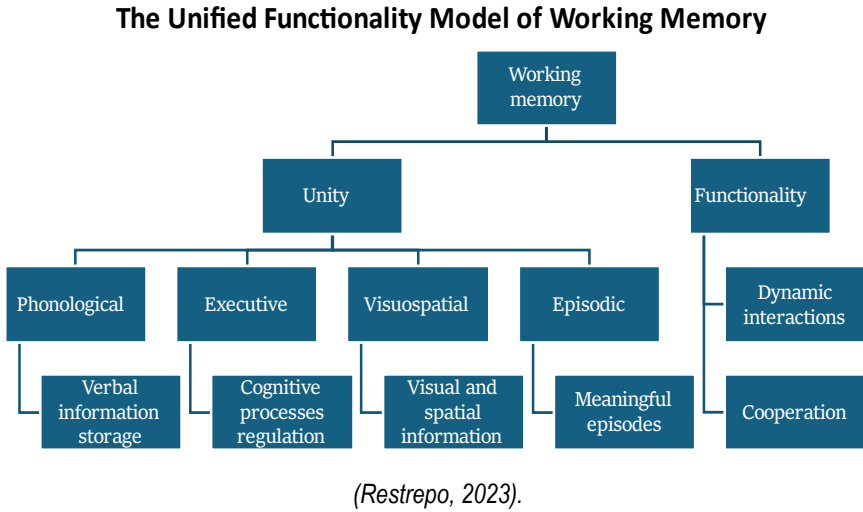 The Unified Functionality Model of Working Memory
Working
memory
Unity
Functionality
Phonological
Executive
Visuospatial
Episodic
Dynamic
interactions
Verbal
information
storage
Cognitive
processes
regulation
Visual and
spatial
information
Meaningful
episodes
Cooperation
(Restrepo, 2023).